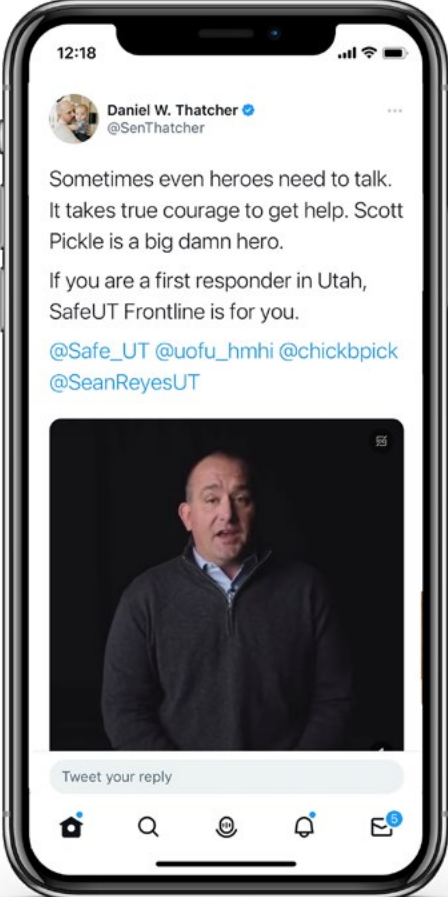 12:18
Daniel W. Thatcher
@SenThatcher
Sometimes even heroes need to talk.
It takes true courage to get help. Scott
Pickle is a big damn hero.
If you are a first responder in Utah,
SafeUT Frontline is for you.
@Safe_UT @uofu_hmhi @chickbpick
@SeanReyesUT
Tweet your reply
5